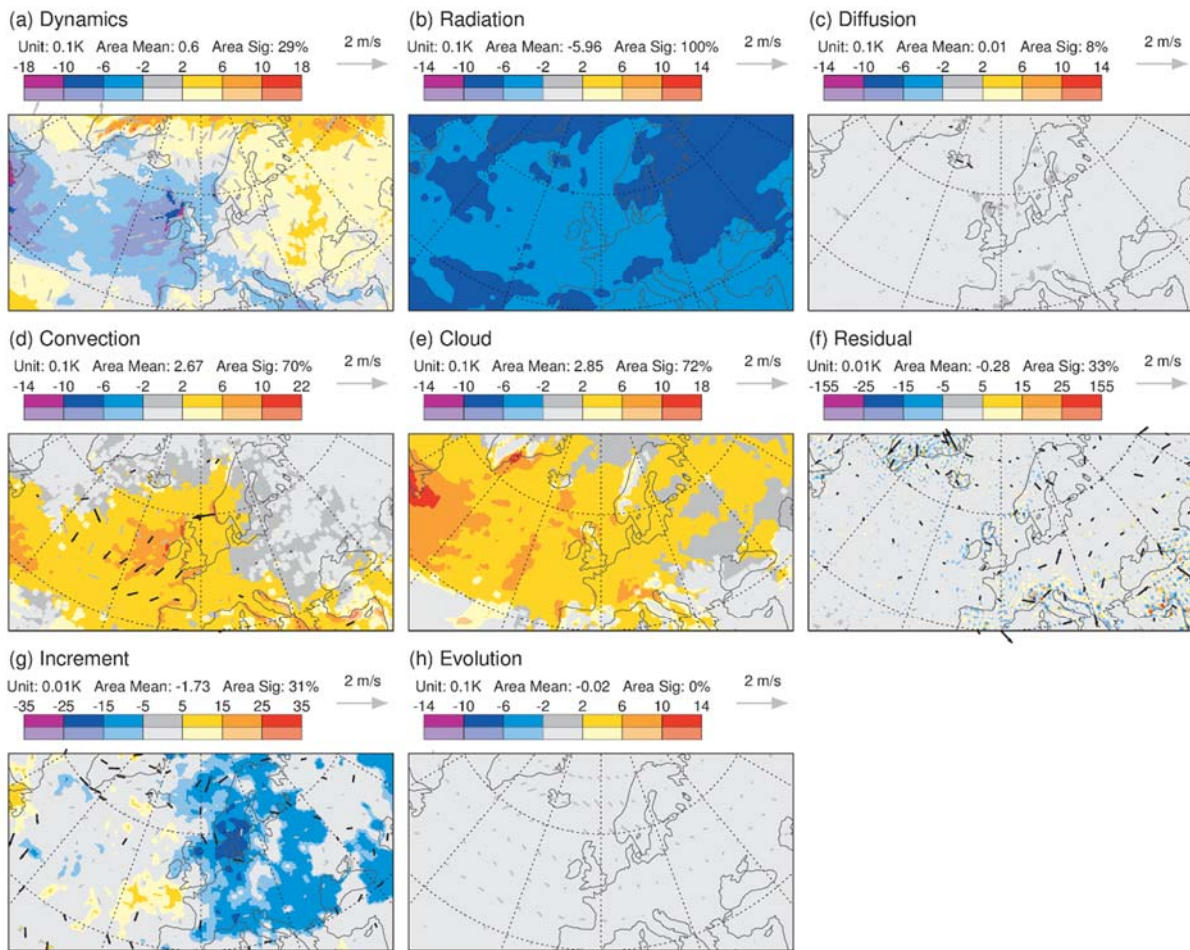 (a) Dynamics
Unit: 0.1K Area Mean: 0.6 Area Sig: 29% 2 m/s
-18 -10 2 10 18
(b) Radiation
Unit: 0.1K Area Mean: -5.96 Area Sig: 100% 2 m/s
-14 -10 -6 -2 2 6 10 14
(c) Diffusion
Unit: 0.1K Area Mean: 0.01 Area Sig: 8% 2 m/s
-14 -10 -6 -2 2 6 10 14
(d) Convection
Unit: 0.1K Area Mean: 2.67 Area Sig: 70% 2 m/s
-14 -10 -6 -2 2 6 10 22
(e) Cloud
Unit: 0.1K Area Mean: 2.85 Area Sig: 72% 2 m/s
-14 -10 -6 -2 2 6 10 18
(f) Residual
Unit: 0.01K Area Mean: -0.28 Area Sig: 33% 2 m/s
-155 -25 -15 -5 5 15 25 155
(g) Increment
Unit: 0.01K Area Mean: -1.73 Area Sig: 31% 2 m/s
-35 -25 -15 -5 5 15 25 35
(h) Evolution
Unit: 0.1K Area Mean: -0.02 Area Sig: 0% 2 m/s
-14 -10 -6 -2 2 6 10 14